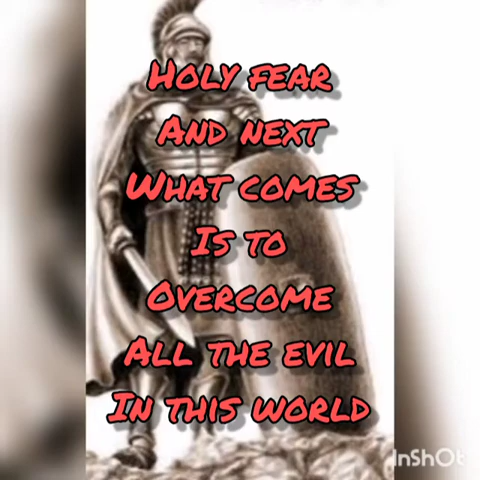 Holy fear
And next
What comes
Is to
Overcome
All the evil
In this world
InShOt